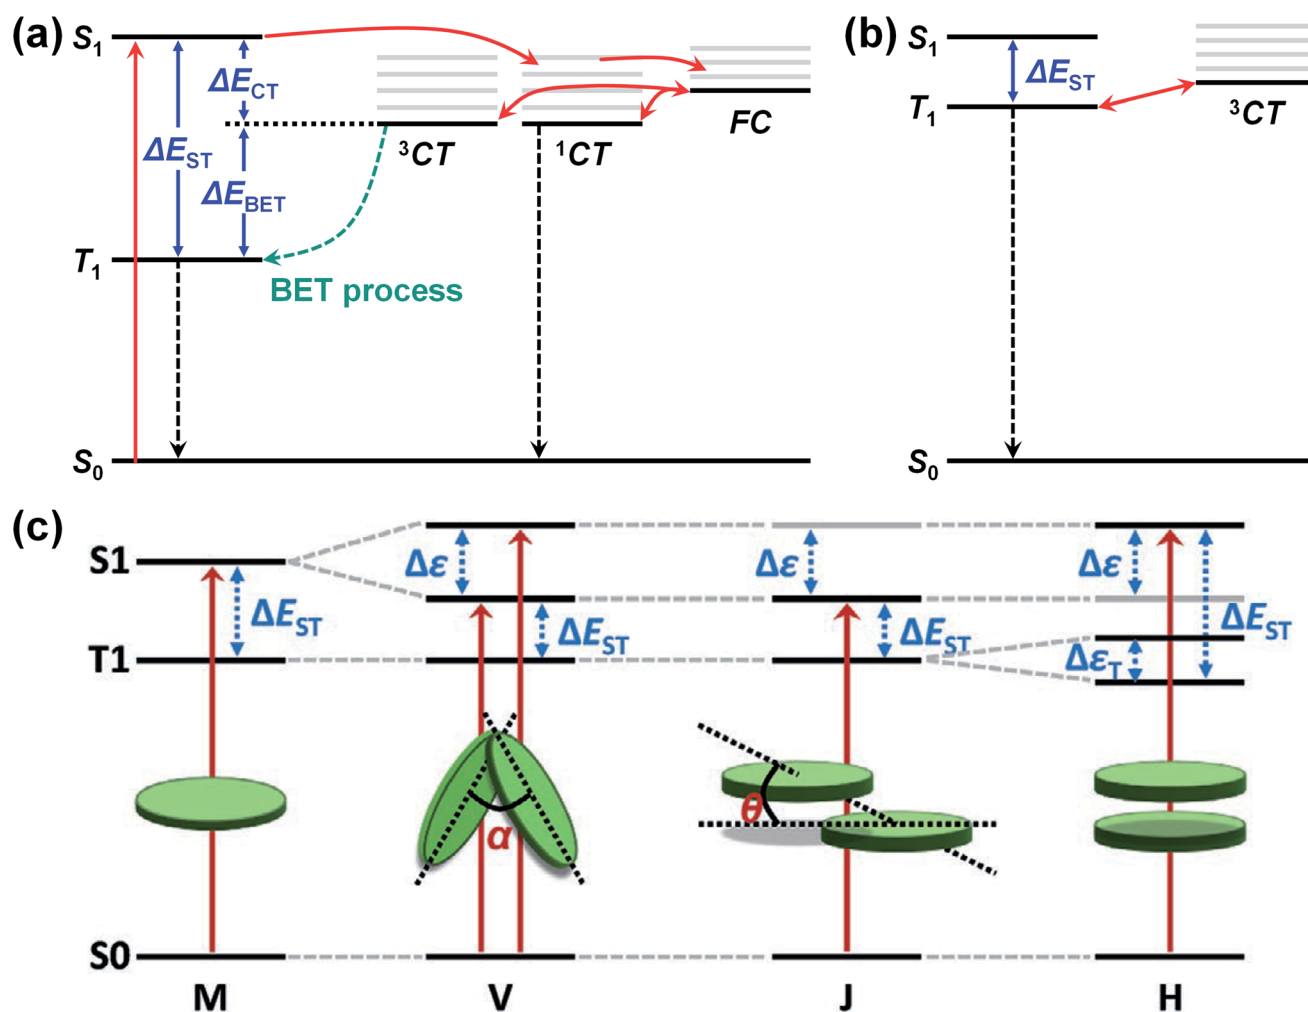 (a)
S1
ΔECT
ΔEST
ΔEBET
3CT
1CT
FC
T1
BET process
S0
(b)
S1
ΔEST
T1
3CT
S0
(c)
S1
Δε
Δε
Δε
ΔEST
ΔEST
ΔEST
ΔEST
T1
ΔεT
α
θ
S0
M
V
J
H